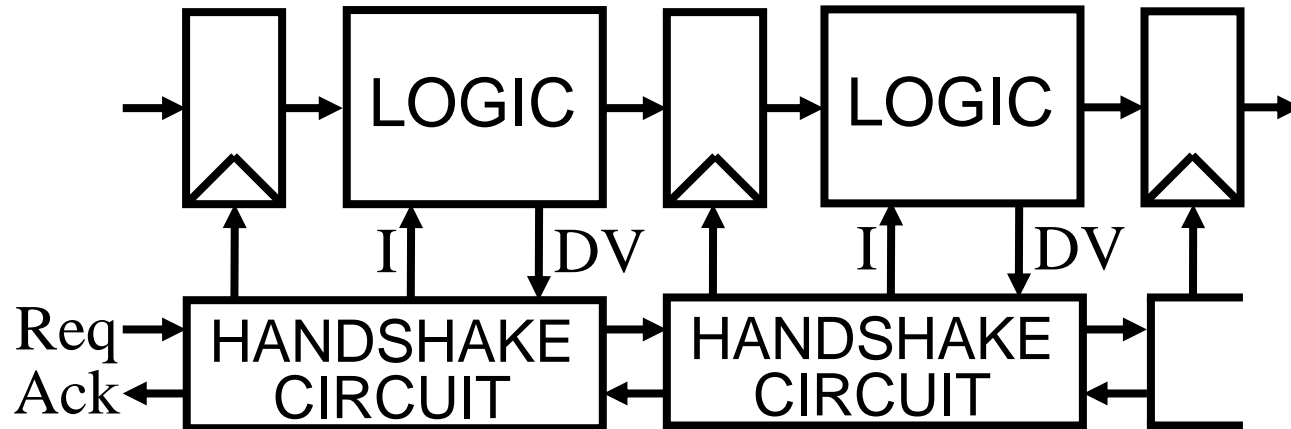 LOGIC
LOGIC
I
DV
I
DV
Req
Ack
HANDSHAKE
CIRCUIT
HANDSHAKE
CIRCUIT